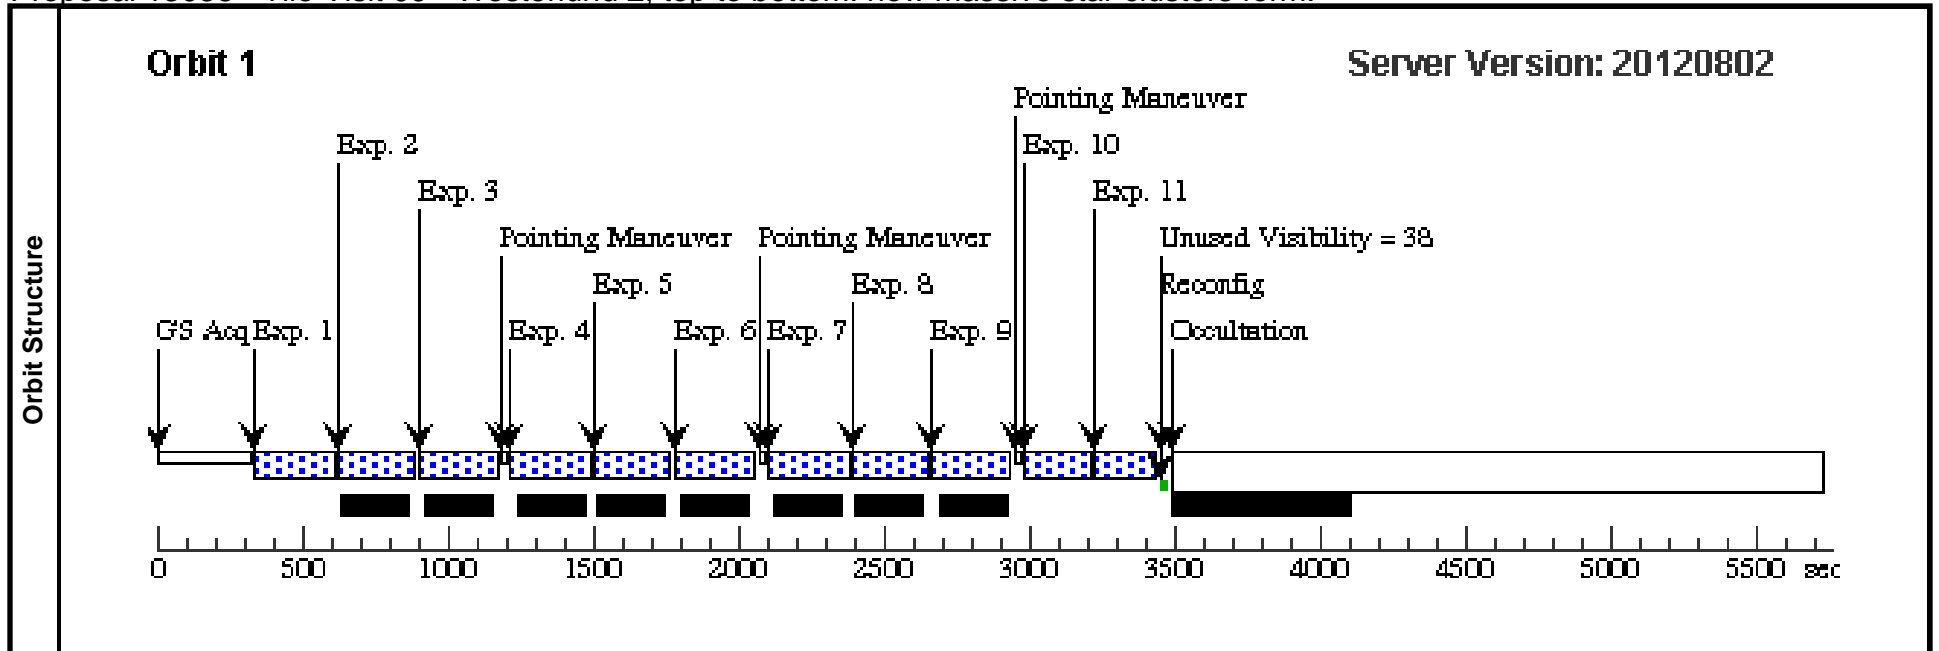 Orbit 1
Server Version: 20120802
Pointing Maneuver
Exp. 2
Exp. 10
Exp. 3
Exp. 11
Pointing Maneuver
Pointing Maneuver
Unused Visibility = 38
Exp. 5
Exp. 8
Reconfig
GS Acq
Exp. 1
Exp. 4
Exp. 6
Exp. 7
Exp. 9
Occultation
Orbit Structure
0 500 1000 1500 2000 2500 3000 3500 4000 4500 5000 5500 sec